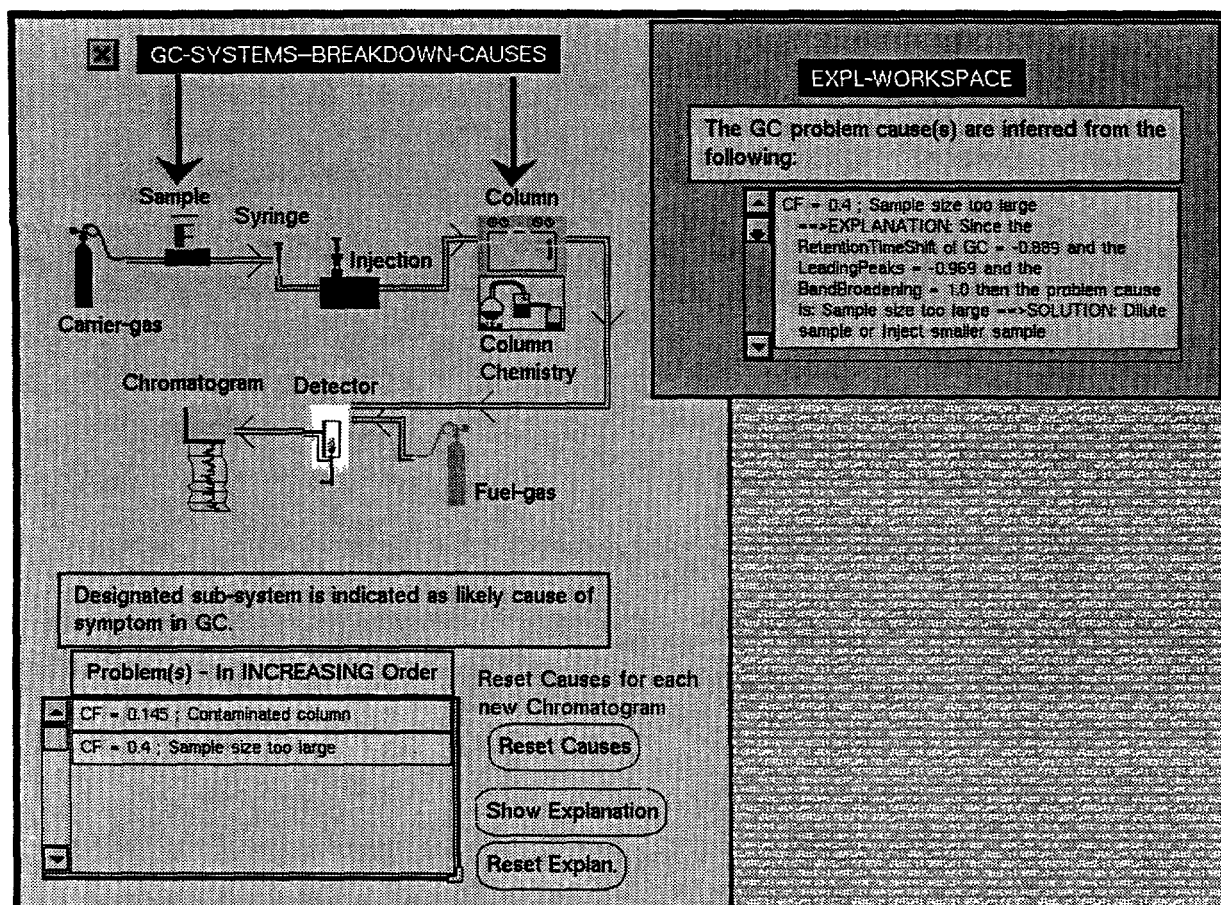 GC-SYSTEMS-BREAKDOWN-CAUSES
Sample
Syringe
Injection
Column
Carrier-gas
Column
Chemistry
Chromatogram
Detector
Fuel-gas
Designated sub-system is indicated as likely cause of
symptom in GC.
Problem(s) - In INCREASING Order
CF = 0.145 ; Contaminated column
CF = 0.4 ; Sample size too large
Reset Causes for each
new Chromatogram
Reset Causes
Show Explanation
Reset Explan.
EXPL-WORKSPACE
The GC problem cause(s) are inferred from the
following:
CF = 0.4 ; Sample size too large
==>EXPLANATION: Since the
RetentionTimeShift of GC = -0.889 and the
LeadingPeaks = -0.969 and the
BandBroadening = 1.0 then the problem cause
is: Sample size too large ==>SOLUTION: Dilute
sample or Inject smaller sample